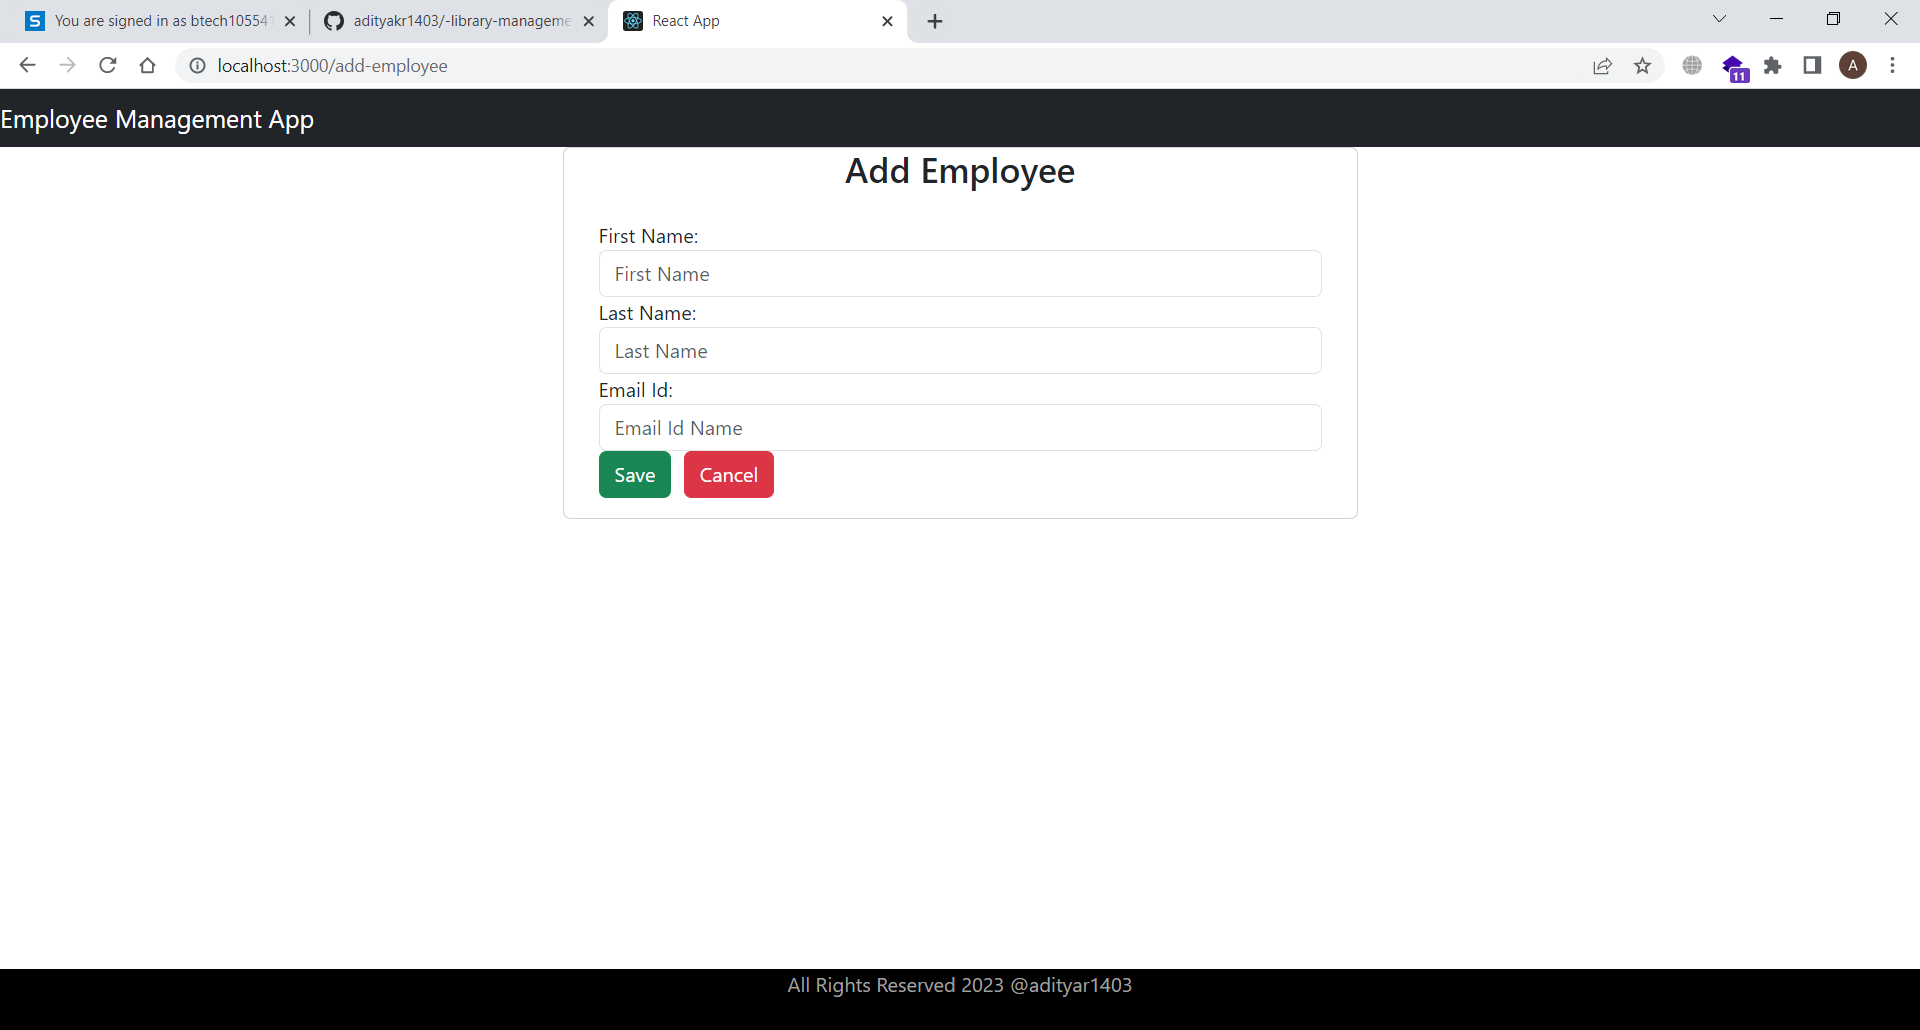 You are signed in as btech10554
adityakr1403/-library-manageme
React App
localhost:3000/add-employee
11
A
Employee Management App
Add Employee
First Name:
First Name
Last Name:
Last Name
Email Id:
Email Id Name
Save Cancel
All Rights Reserved 2023 @adityar1403